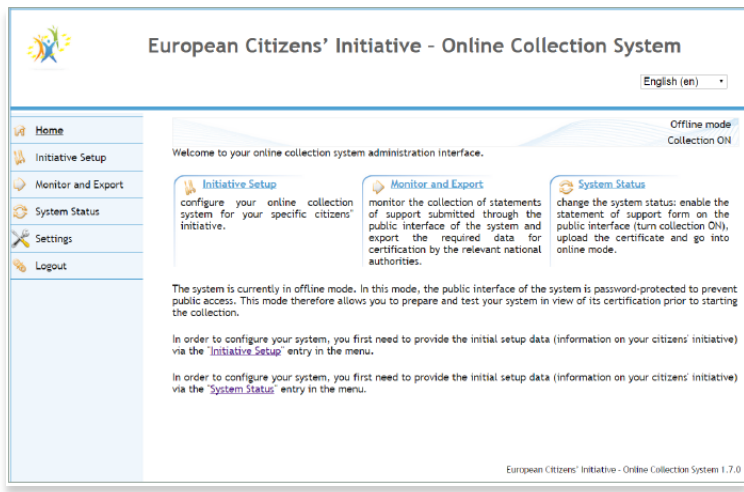 European Citizens' Initiative - Online Collection System
English (en)
Home
Initiative Setup
Monitor and Export
System Status
Settings
Logout
Offline mode
Collection ON
Welcome to your online collection system administration interface.
Initiative Setup
configure your online collection
system for your specific citizens'
initiative.
Monitor and Export
monitor the collection of statements
of support submitted through the
public interface of the system and
export the required data for
certification by the relevant national
authorities.
System Status
change the system status: enable the
statement of support form on the
public interface (turn collection ON),
upload the certificate and go into
online mode.
The system is currently in offline mode. In this mode, the public interface of the system is password-protected to prevent
public access. This mode therefore allows you to prepare and test your system in view of its certification prior to starting
the collection.
In order to configure your system, you first need to provide the initial setup data (information on your citizens' initiative)
via the "Initiative Setup" entry in the menu.
In order to configure your system, you first need to provide the initial setup data (information on your citizens' initiative)
via the "System Status" entry in the menu.
European Citizens' Initiative - Online Collection System 1.7.0